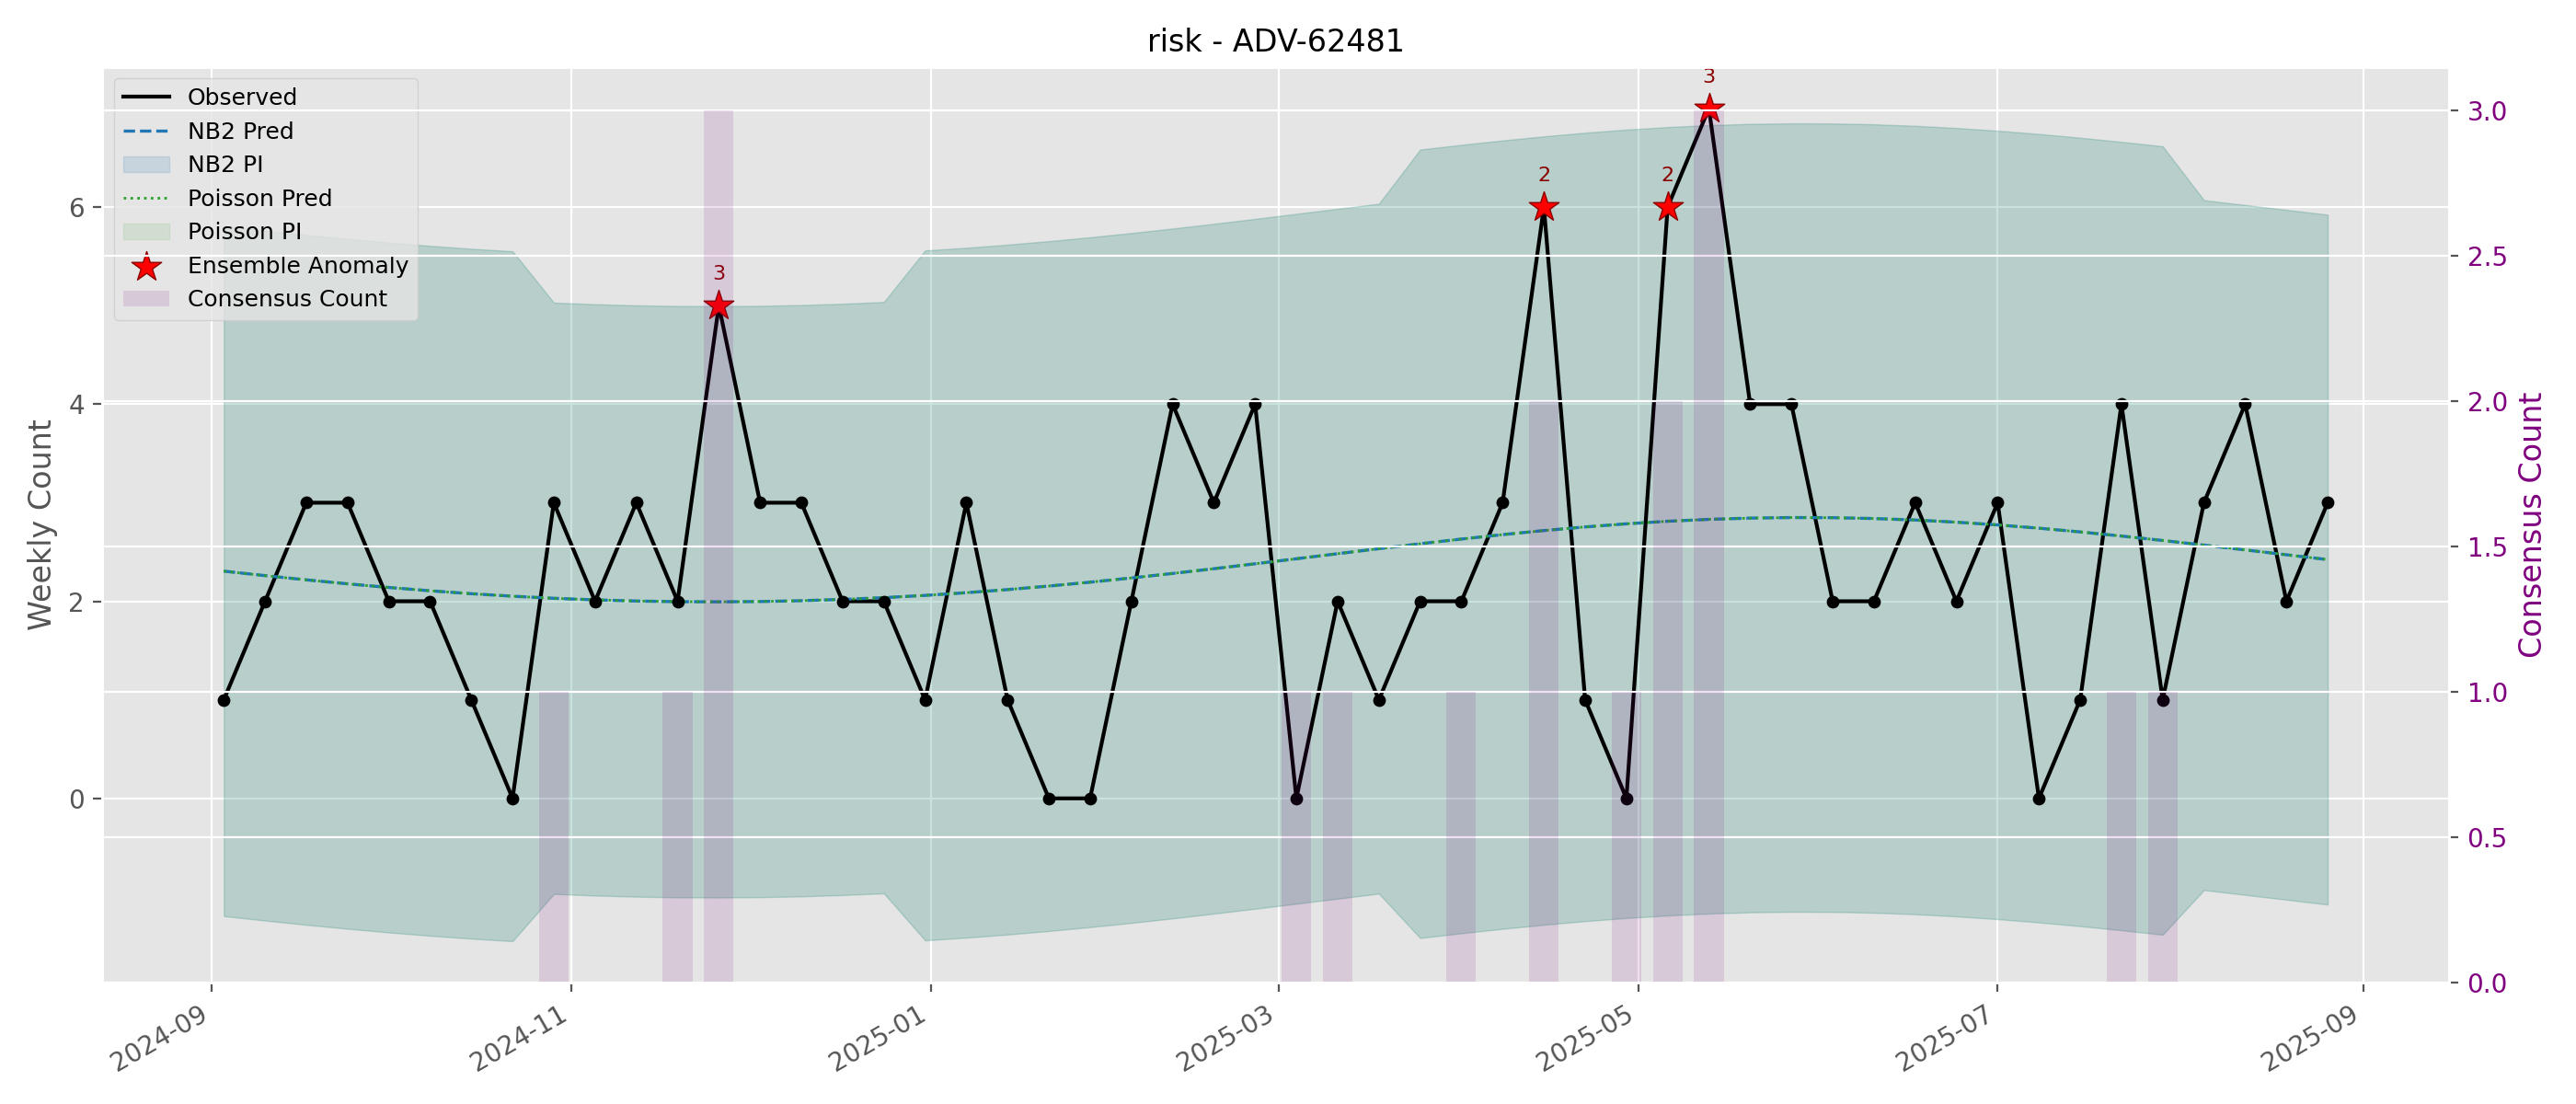 risk - ADV-62481
Observed
NB2 Pred
NB2 PI
Poisson Pred
Poisson PI
Ensemble Anomaly
Consensus Count
3
2
2
3
Weekly Count
6
4
2
0
3.0
2.5
2.0
1.5
1.0
0.5
0.0
Consensus Count
2024-09
2024-11
2025-01
2025-03
2025-05
2025-07
2025-09